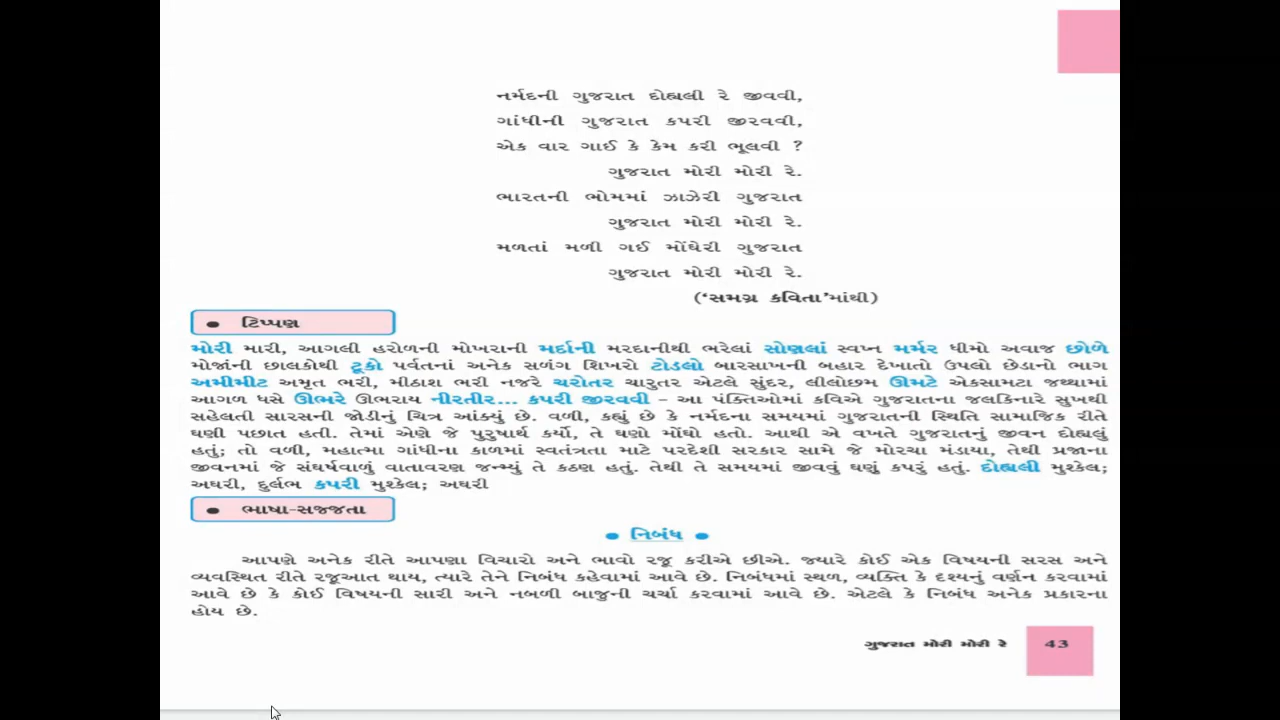 નર્મદની ગુજરાત દોહ્યલી રે જીવવી,
ગાંધીની ગુજરાત કપરી જીરવવી,
એક વાર ગાઈ કે કેમ કરી ભૂલવી ?
ગુજરાત મોરી મોરી રે.
ભારતની ભોમમાં ઝાઝેરી ગુજરાત
ગુજરાત મોરી મોરી રે.
મળતાં મળી ગઈ મોંઘેરી ગુજરાત
ગુજરાત મોરી મોરી રે.
('સમગ્ર કવિતા'માંથી)
● ટિપ્પણ
મોરી મારી, આગલી હરોળની મોખરાની મર્દાની મરદાનીથી ભરેલાં સોણલાં સ્વપ્ન મર્મર ધીમો અવાજ છોળે
મોજાંની છાલકોથી ટૂકો પર્વતનાં અનેક સળંગ શિખરો ટોડલો બારસાખની બહાર દેખાતો ઉપલો છેડાનો ભાગ
અમીમીટ અમૃત ભરી, મીઠાશ ભરી નજરે ચરોતર ચારુતર એટલે સુંદર, લીલોછમ ઊમટે એકસામટા જથ્થામાં
આગળ ધસે ઊભરે ઊભરાય નીરતીર... કપરી જીરવવી - આ પંક્તિઓમાં કવિએ ગુજરાતના જલકિનારે સુખથી
સહેલતી સારસની જોડીનું ચિત્ર આંક્યું છે. વળી, કહ્યું છે કે નર્મદના સમયમાં ગુજરાતની સ્થિતિ સામાજિક રીતે
ઘણી પછાત હતી. તેમાં એણે જે પુરુષાર્થ કર્યો, તે ઘણો મોંઘો હતો. આથી એ વખતે ગુજરાતનું જીવન દોહ્યલું
હતું; તો વળી, મહાત્મા ગાંધીના કાળમાં સ્વતંત્રતા માટે પરદેશી સરકાર સામે જે મોરચા મંડાયા, તેથી પ્રજાના
જીવનમાં જે સંઘર્ષવાળું વાતાવરણ જન્મ્યું તે કઠણ હતું. તેથી તે સમયમાં જીવવું ઘણું કપરું હતું. દોહ્યલી મુશ્કેલ;
અઘરી, દુર્લભ કપરી મુશ્કેલ; અઘરી
● ભાષા-સજ્જતા
● નિબંધ ●
આપણે અનેક રીતે આપણા વિચારો અને ભાવો રજૂ કરીએ છીએ. જ્યારે કોઈ એક વિષયની સરસ અને
વ્યવસ્થિત રીતે રજૂઆત થાય, ત્યારે તેને નિબંધ કહેવામાં આવે છે. નિબંધમાં સ્થળ, વ્યક્તિ કે દૃશ્યનું વર્ણન કરવામાં
આવે છે કે કોઈ વિષયની સારી અને નબળી બાજુની ચર્ચા કરવામાં આવે છે. એટલે કે નિબંધ અનેક પ્રકારના
હોય છે.
ગુજરાત મોરી મોરી રે 43